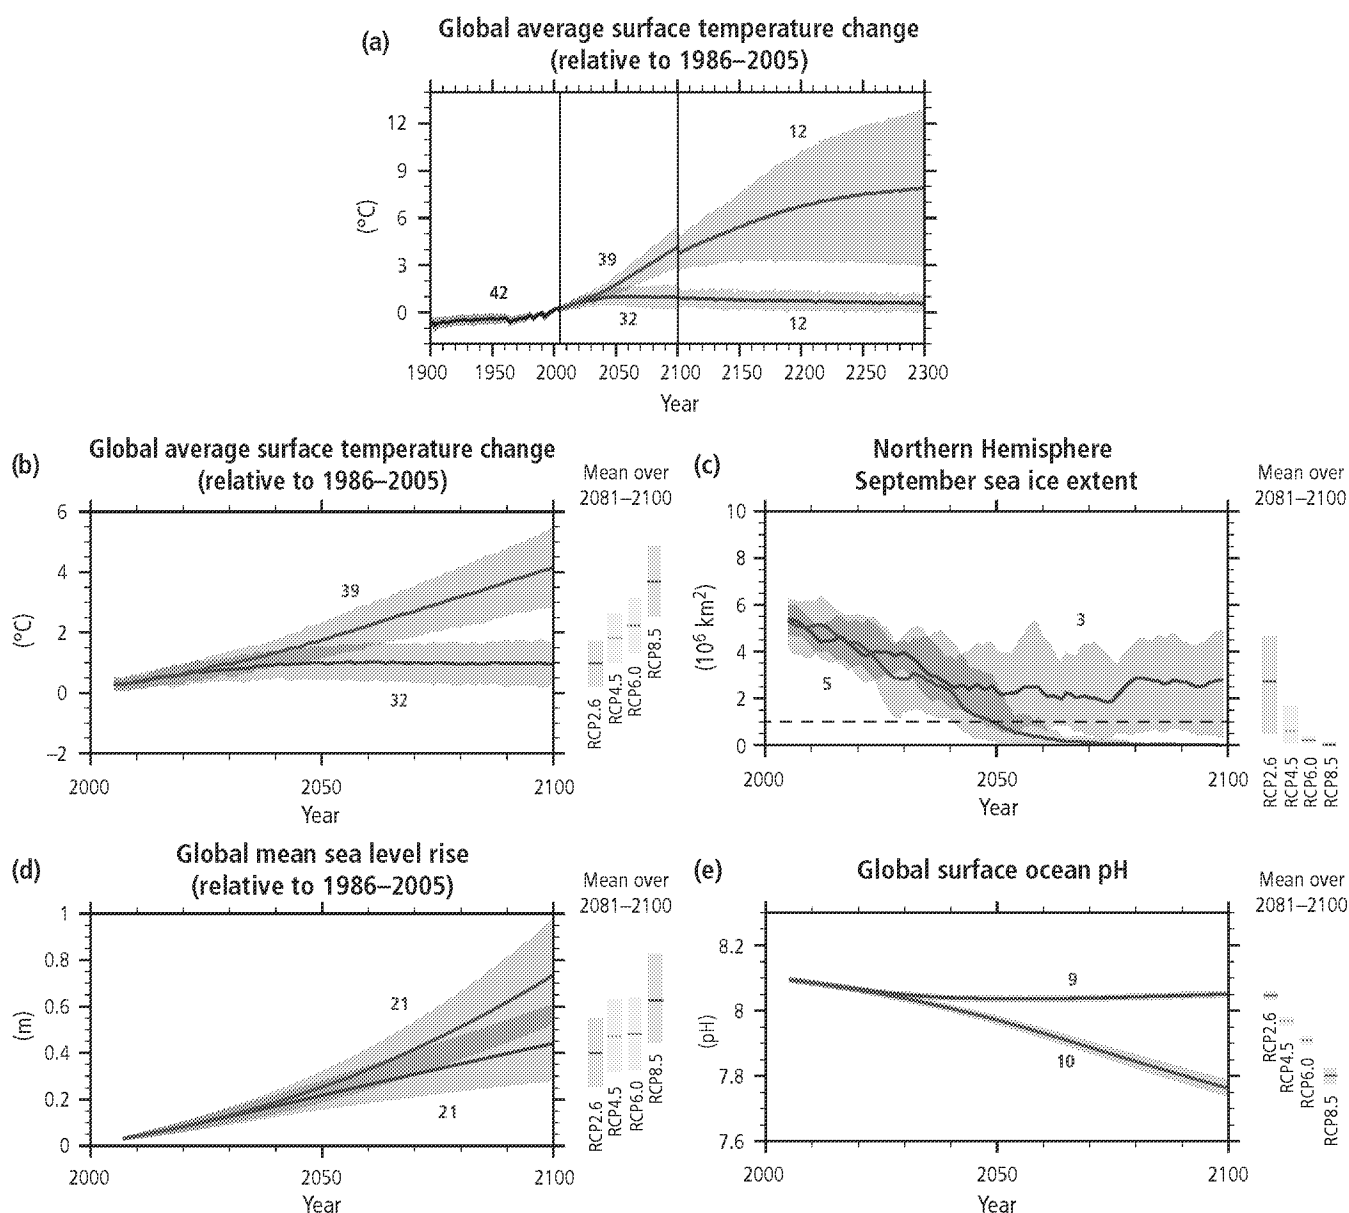 (a)
Global average surface temperature change
(relative to 1986–2005)
(°C)
12
9
6
3
0
12
39
42
32
12
1900 1950 2000 2050 2100 2150 2200 2250 2300
Year
(b)
Global average surface temperature change
(relative to 1986–2005)
Mean over
2081–2100
(°C)
6
4
2
0
−2
39
32
2000 2050 2100
Year
RCP2.6
RCP4.5
RCP6.0
RCP8.5
(c)
Northern Hemisphere
September sea ice extent
Mean over
2081–2100
(10⁶ km²)
10
8
6
4
2
0
3
5
2000 2050 2100
Year
RCP2.6
RCP4.5
RCP6.0
RCP8.5
(d)
Global mean sea level rise
(relative to 1986–2005)
Mean over
2081–2100
(m)
1
0.8
0.6
0.4
0.2
0
21
21
2000 2050 2100
Year
RCP2.6
RCP4.5
RCP6.0
RCP8.5
(e)
Global surface ocean pH
Mean over
2081–2100
(pH)
8.2
8
7.8
7.6
9
10
2000 2050 2100
Year
RCP2.6
RCP4.5
RCP6.0
RCP8.5